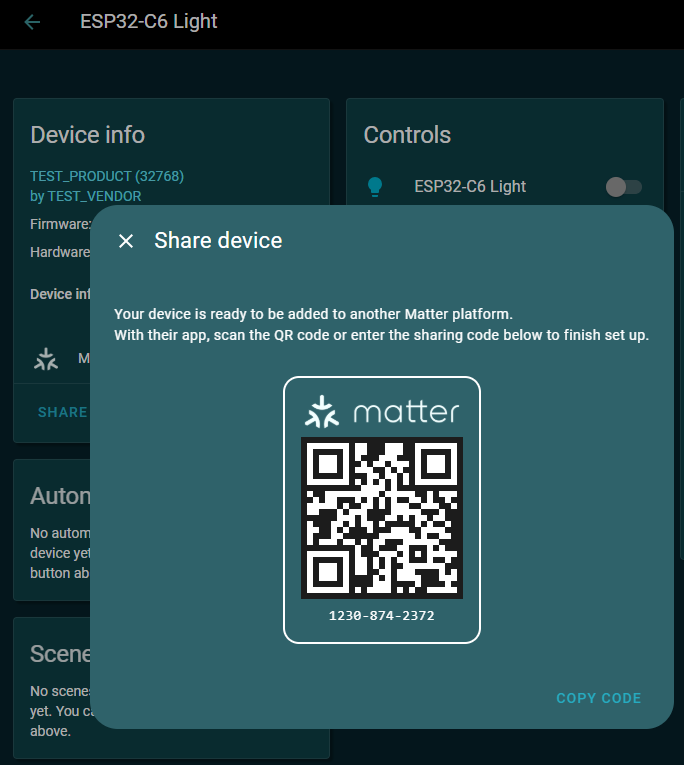 ESP32-C6 Light
Device info
TEST_PRODUCT (32768)
by TEST_VENDOR
Firmware:
Hardware
Device inf
M
SHARE
Controls
ESP32-C6 Light
Share device
Your device is ready to be added to another Matter platform.
With their app, scan the QR code or enter the sharing code below to finish set up.
matter
1230-874-2372
COPY CODE
Autom
No autom
device yet
button ab
Scene
No scenes
yet. You ca
above.